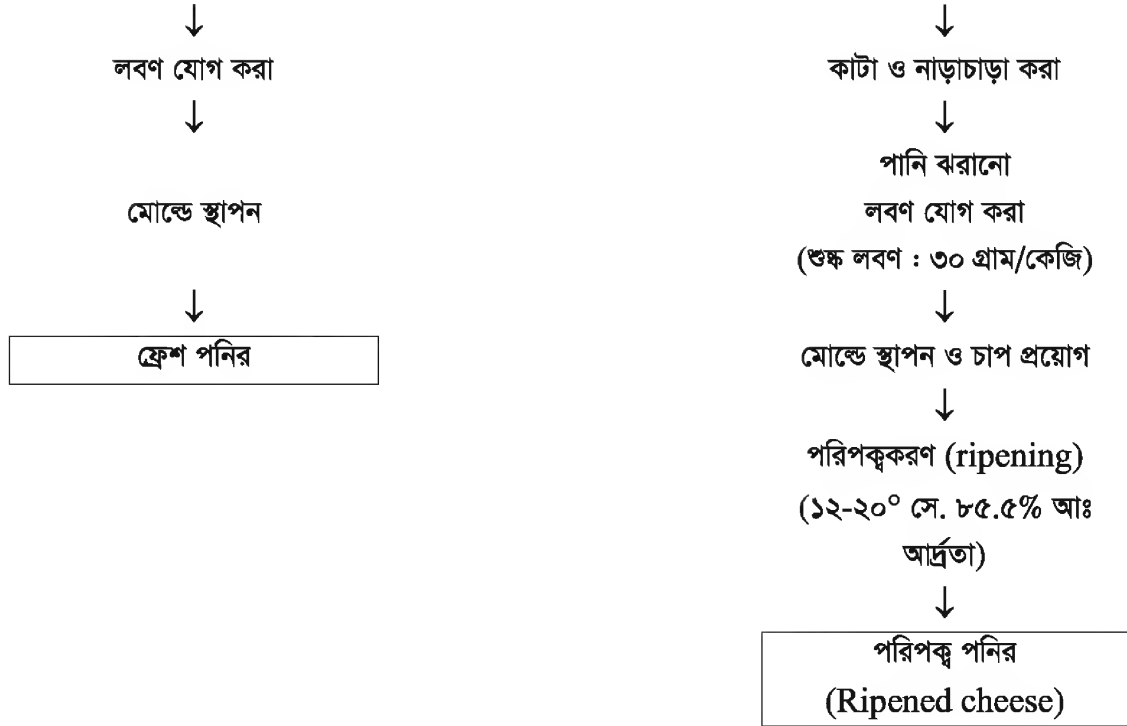 ↓
লবণ যোগ করা
↓
মোল্ডে স্থাপন
↓
ফ্রেশ পনির
↓
কাটা ও নাড়াচাড়া করা
↓
পানি ঝরানো
লবণ যোগ করা
(শুষ্ক লবণ : ৩০ গ্রাম/কেজি)
↓
মোল্ডে স্থাপন ও চাপ প্রয়োগ
↓
পরিপক্বকরণ (ripening)
(১২-২০° সে. ৮৫.৫% আঃ
আর্দ্রতা)
↓
পরিপক্ব পনির
(Ripened cheese)